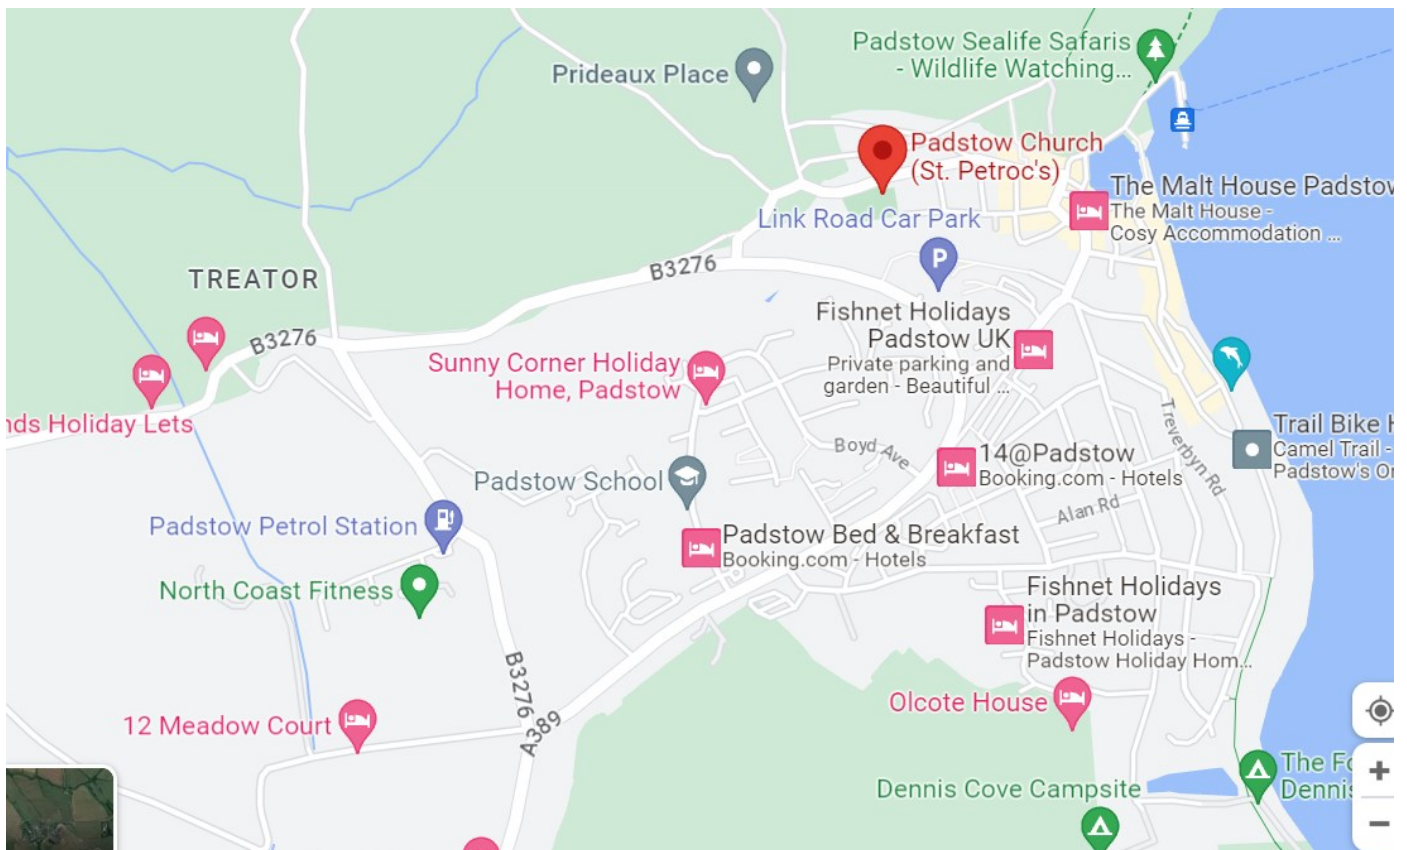 Padstow Sealife Safaris
- Wildlife Watching...
Prideaux Place
Padstow Church
(St. Petroc's)
The Malt House Padstow
The Malt House -
Cosy Accommodation ...
Link Road Car Park
P
B3276
TREATOR
Fishnet Holidays
Padstow UK
Private parking and
garden - Beautiful ...
B3276
Sunny Corner Holiday
Home, Padstow
nds Holiday Lets
Treverbyn Rd
Trail Bike H
Camel Trail -
Padstow's Or
Boyd Ave
14@Padstow
Booking.com - Hotels
Padstow School
Alan Rd
Padstow Petrol Station
Padstow Bed & Breakfast
Booking.com - Hotels
North Coast Fitness
Fishnet Holidays
in Padstow
Fishnet Holidays -
Padstow Holiday Hom...
B3276
Olcote House
12 Meadow Court
A389
The Fo
Dennis
Dennis Cove Campsite